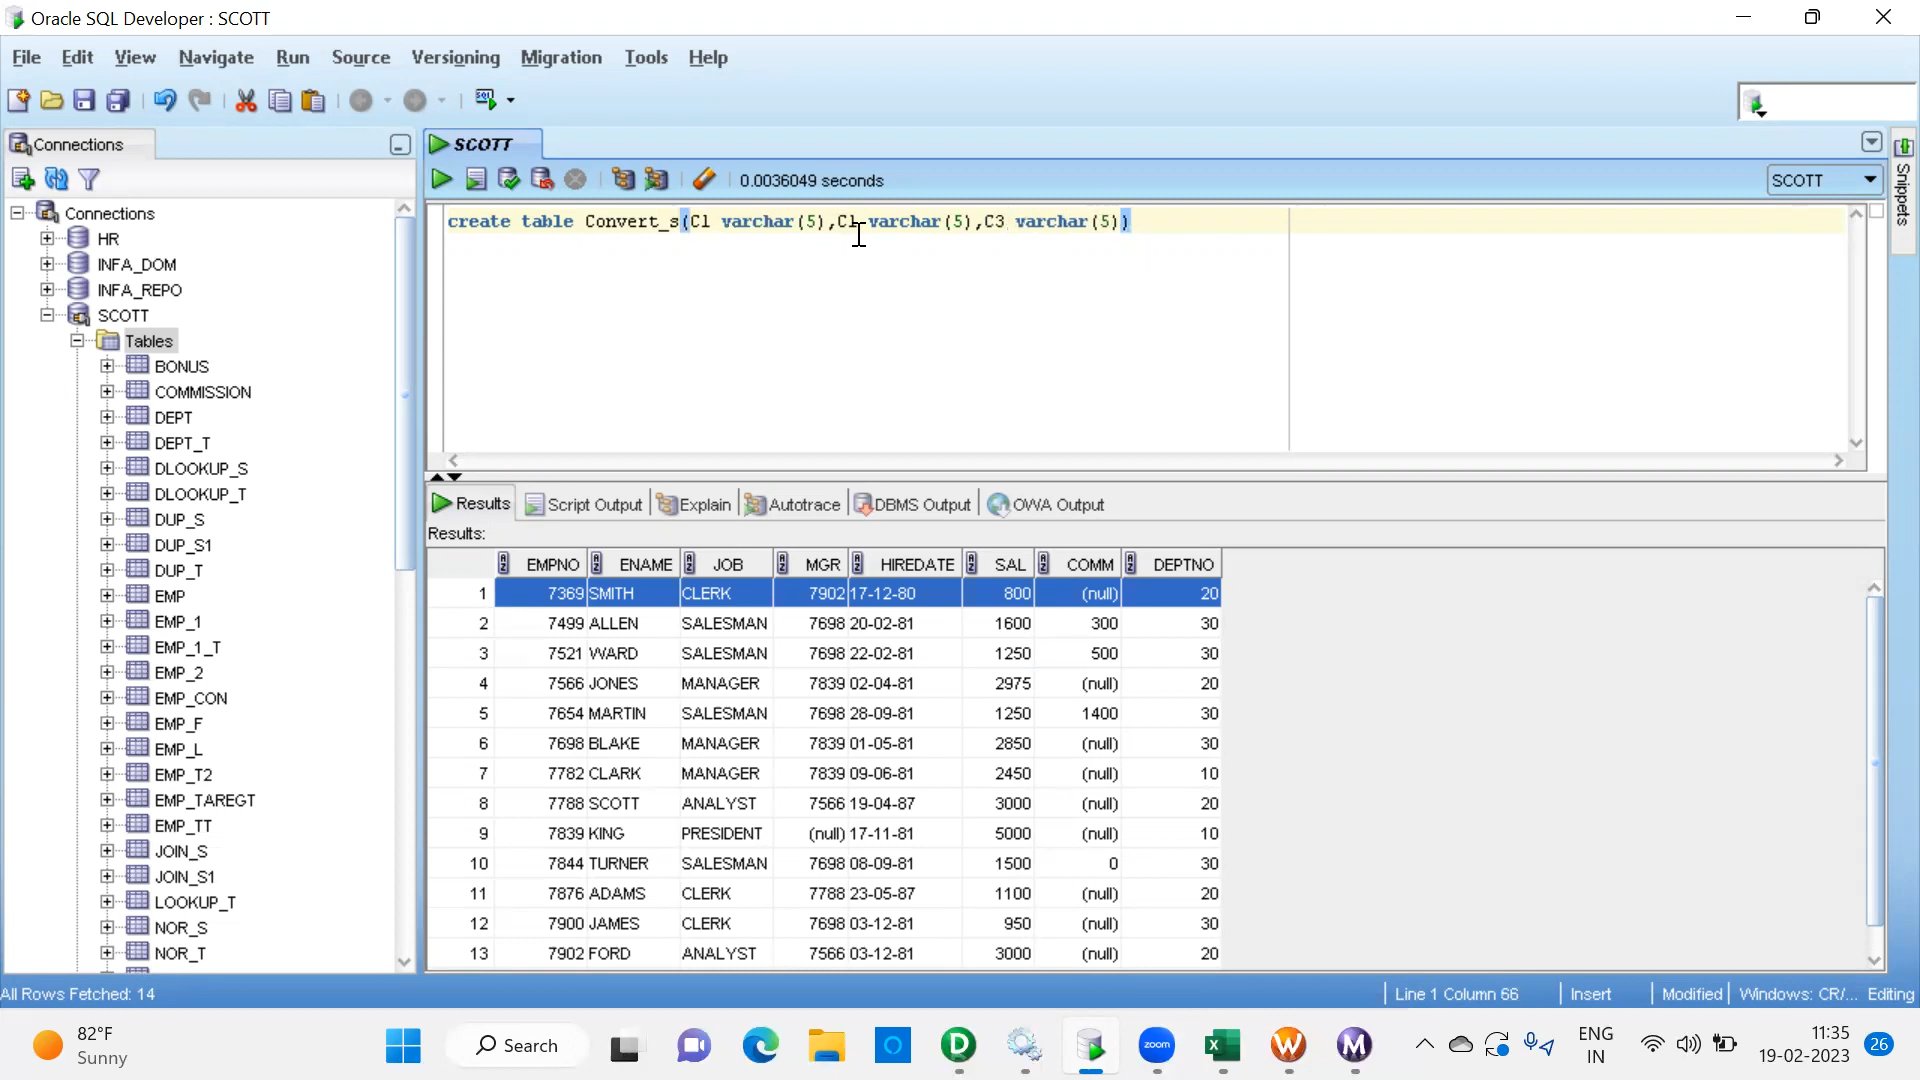 Oracle SQL Developer : SCOTT
File Edit View Navigate Run Source Versioning Migration Tools Help
Connections
SCOTT
0.0036049 seconds
SCOTT
Snippets
create table Convert_s(C1 varchar(5),C1 varchar(5),C3 varchar(5))
Connections
HR
INFA_DOM
INFA_REPO
SCOTT
Tables
BONUS
COMMISSION
DEPT
DEPT_T
DLOOKUP_S
DLOOKUP_T
DUP_S
DUP_S1
DUP_T
EMP
EMP_1
EMP_1_T
EMP_2
EMP_CON
EMP_F
EMP_L
EMP_T2
EMP_TAREGT
EMP_TT
JOIN_S
JOIN_S1
LOOKUP_T
NOR_S
NOR_T
Results Script Output Explain Autotrace DBMS Output OWA Output
Results:
EMPNO ENAME JOB MGR HIREDATE SAL COMM DEPTNO
1 7369 SMITH CLERK 7902 17-12-80 800 (null) 20
2 7499 ALLEN SALESMAN 7698 20-02-81 1600 300 30
3 7521 WARD SALESMAN 7698 22-02-81 1250 500 30
4 7566 JONES MANAGER 7839 02-04-81 2975 (null) 20
5 7654 MARTIN SALESMAN 7698 28-09-81 1250 1400 30
6 7698 BLAKE MANAGER 7839 01-05-81 2850 (null) 30
7 7782 CLARK MANAGER 7839 09-06-81 2450 (null) 10
8 7788 SCOTT ANALYST 7566 19-04-87 3000 (null) 20
9 7839 KING PRESIDENT (null) 17-11-81 5000 (null) 10
10 7844 TURNER SALESMAN 7698 08-09-81 1500 0 30
11 7876 ADAMS CLERK 7788 23-05-87 1100 (null) 20
12 7900 JAMES CLERK 7698 03-12-81 950 (null) 30
13 7902 FORD ANALYST 7566 03-12-81 3000 (null) 20
All Rows Fetched: 14
Line 1 Column 66 Insert Modified Windows: CR/... Editing
82°F
Sunny
Search
zoom
ENG
IN
11:35
19-02-2023
26